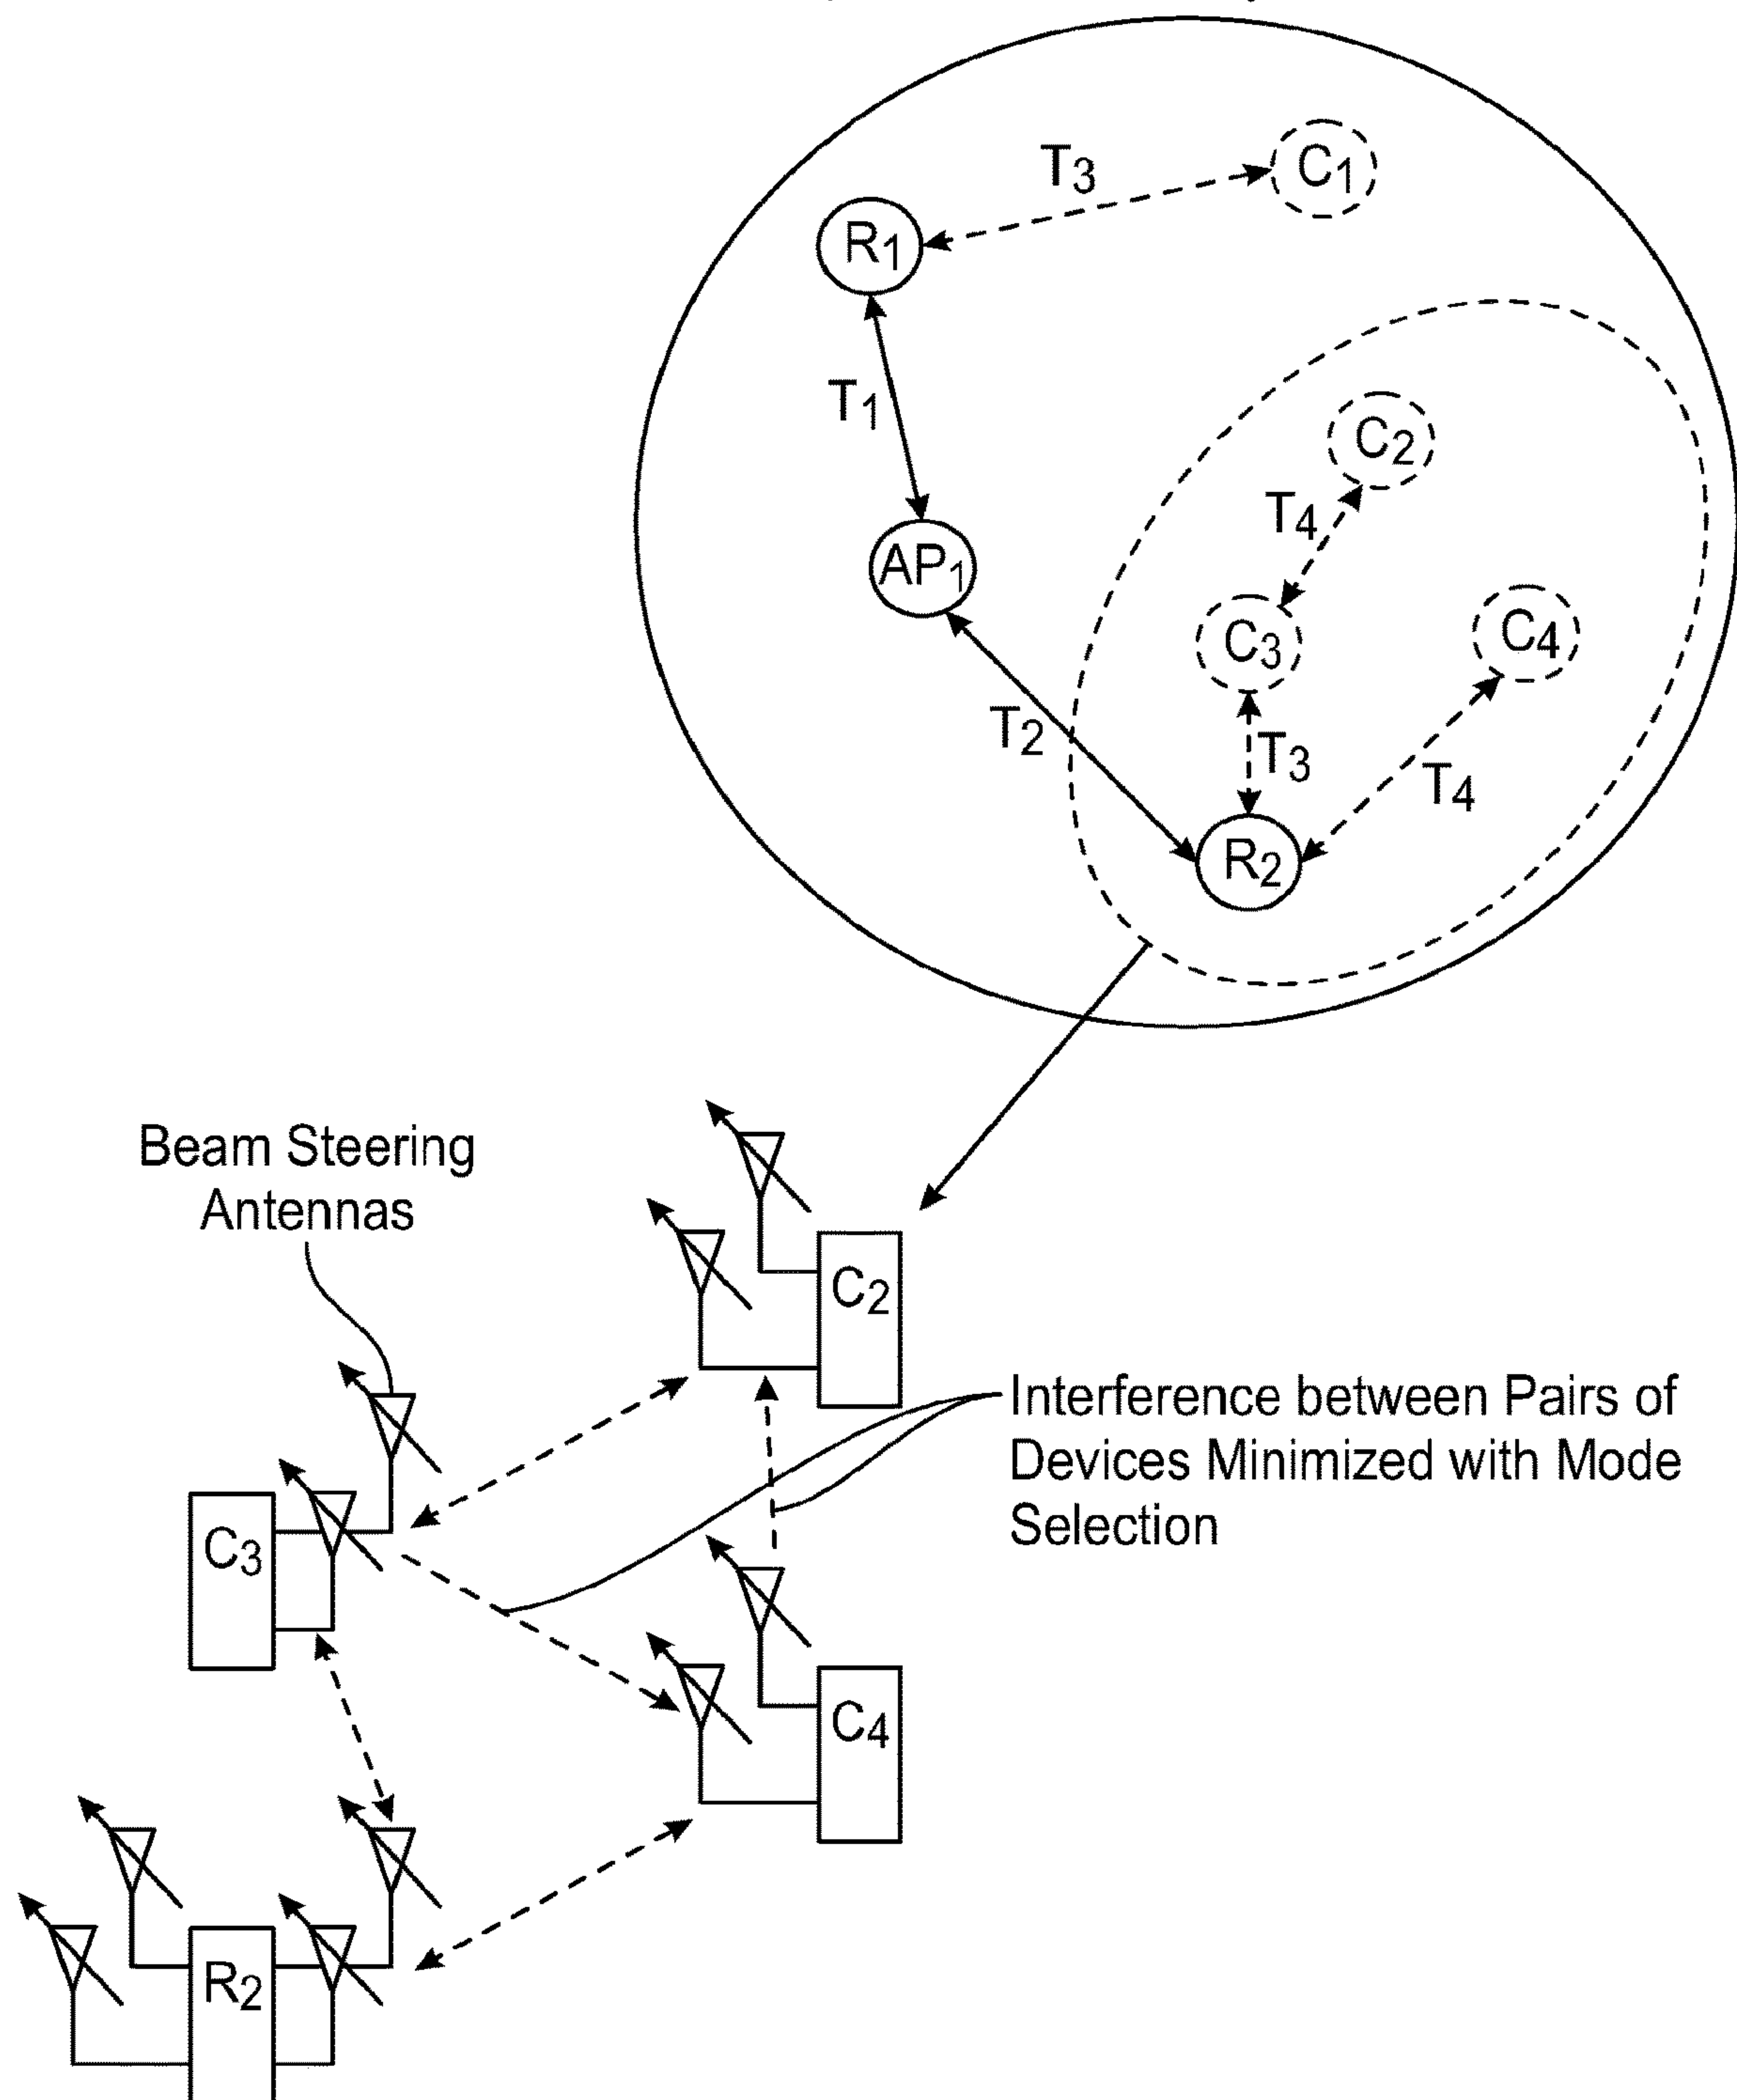 T3
C1
R1
T1
C2
T4
AP1
C3
C4
T2
T3
T4
R2
Beam Steering
Antennas
C2
Interference between Pairs of
Devices Minimized with Mode
Selection
C3
C4
R2